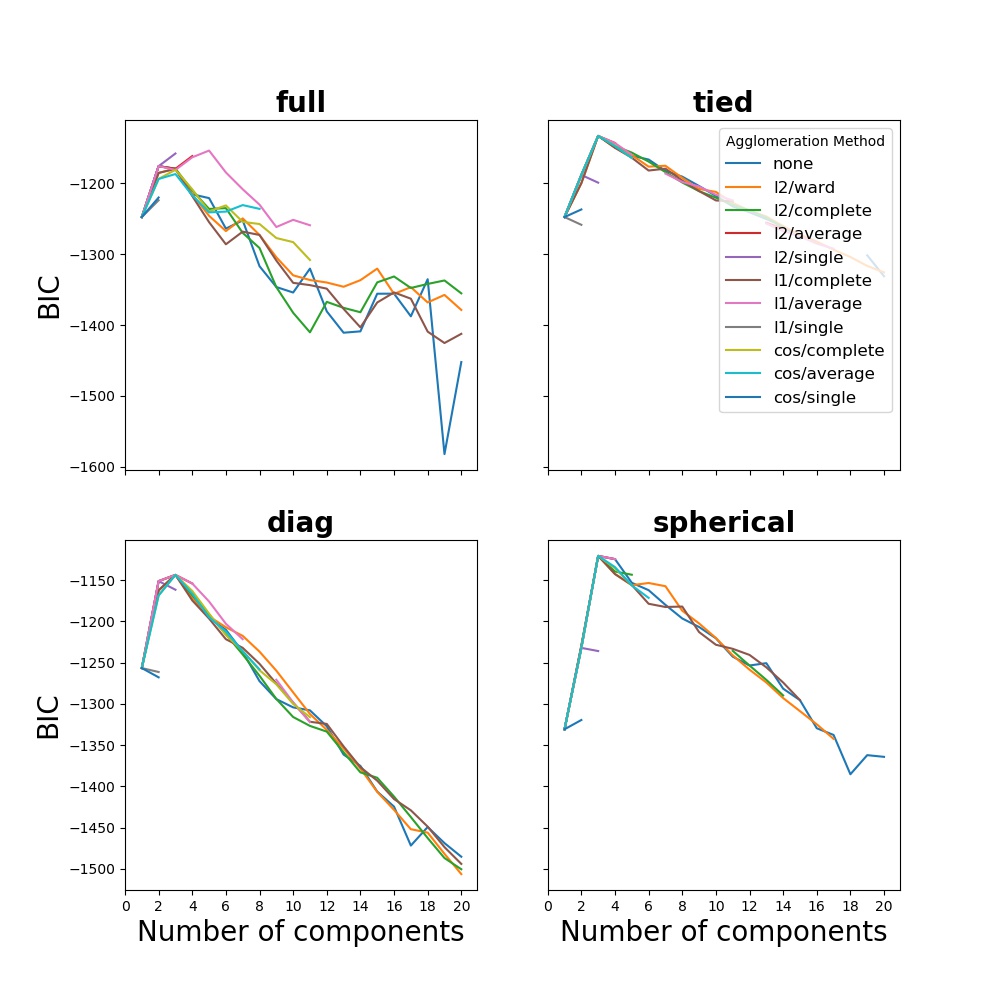 full
tied
−1200
−1300
−1400
−1500
−1600
BIC
Agglomeration Method
none
l2/ward
l2/complete
l2/average
l2/single
l1/complete
l1/average
l1/single
cos/complete
cos/average
cos/single
diag
spherical
−1150
−1200
−1250
−1300
−1350
−1400
−1450
−1500
BIC
0 2 4 6 8 10 12 14 16 18 20
0 2 4 6 8 10 12 14 16 18 20
Number of components
Number of components